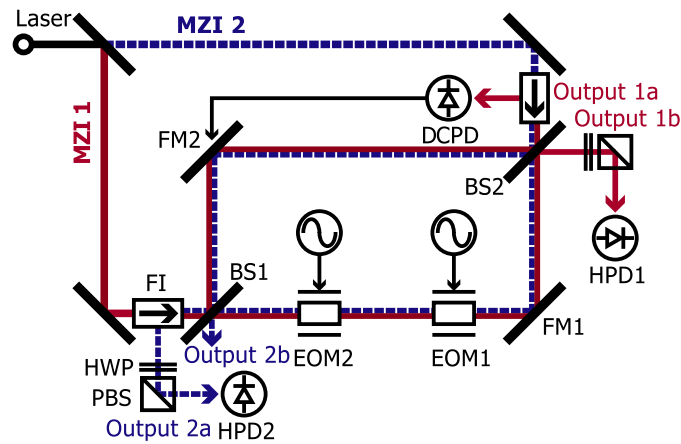 Laser
MZI 2
MZI 1
Output 1a
Output 1b
DCPD
FM2
BS2
HPD1
FI
BS1
FM1
EOM2
EOM1
Output 2b
HWP
PBS
Output 2a
HPD2